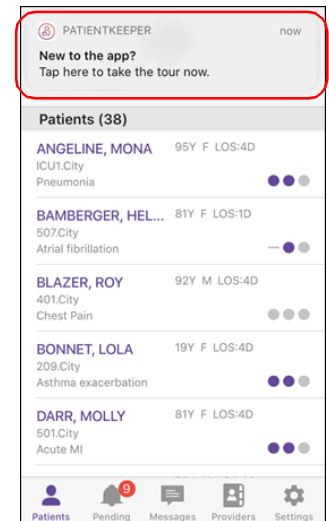 PATIENTKEEPER now
New to the app?
Tap here to take the tour now.
Patients (38)
ANGELINE, MONA 95Y F LOS:4D
ICU1.City
Pneumonia
BAMBERGER, HEL... 81Y F LOS:1D
507.City
Atrial fibrillation
BLAZER, ROY 92Y M LOS:4D
401.City
Chest Pain
BONNET, LOLA 19Y F LOS:4D
209.City
Asthma exacerbation
DARR, MOLLY 81Y F LOS:4D
501.City
Acute MI
9
Patients Pending Messages Providers Settings